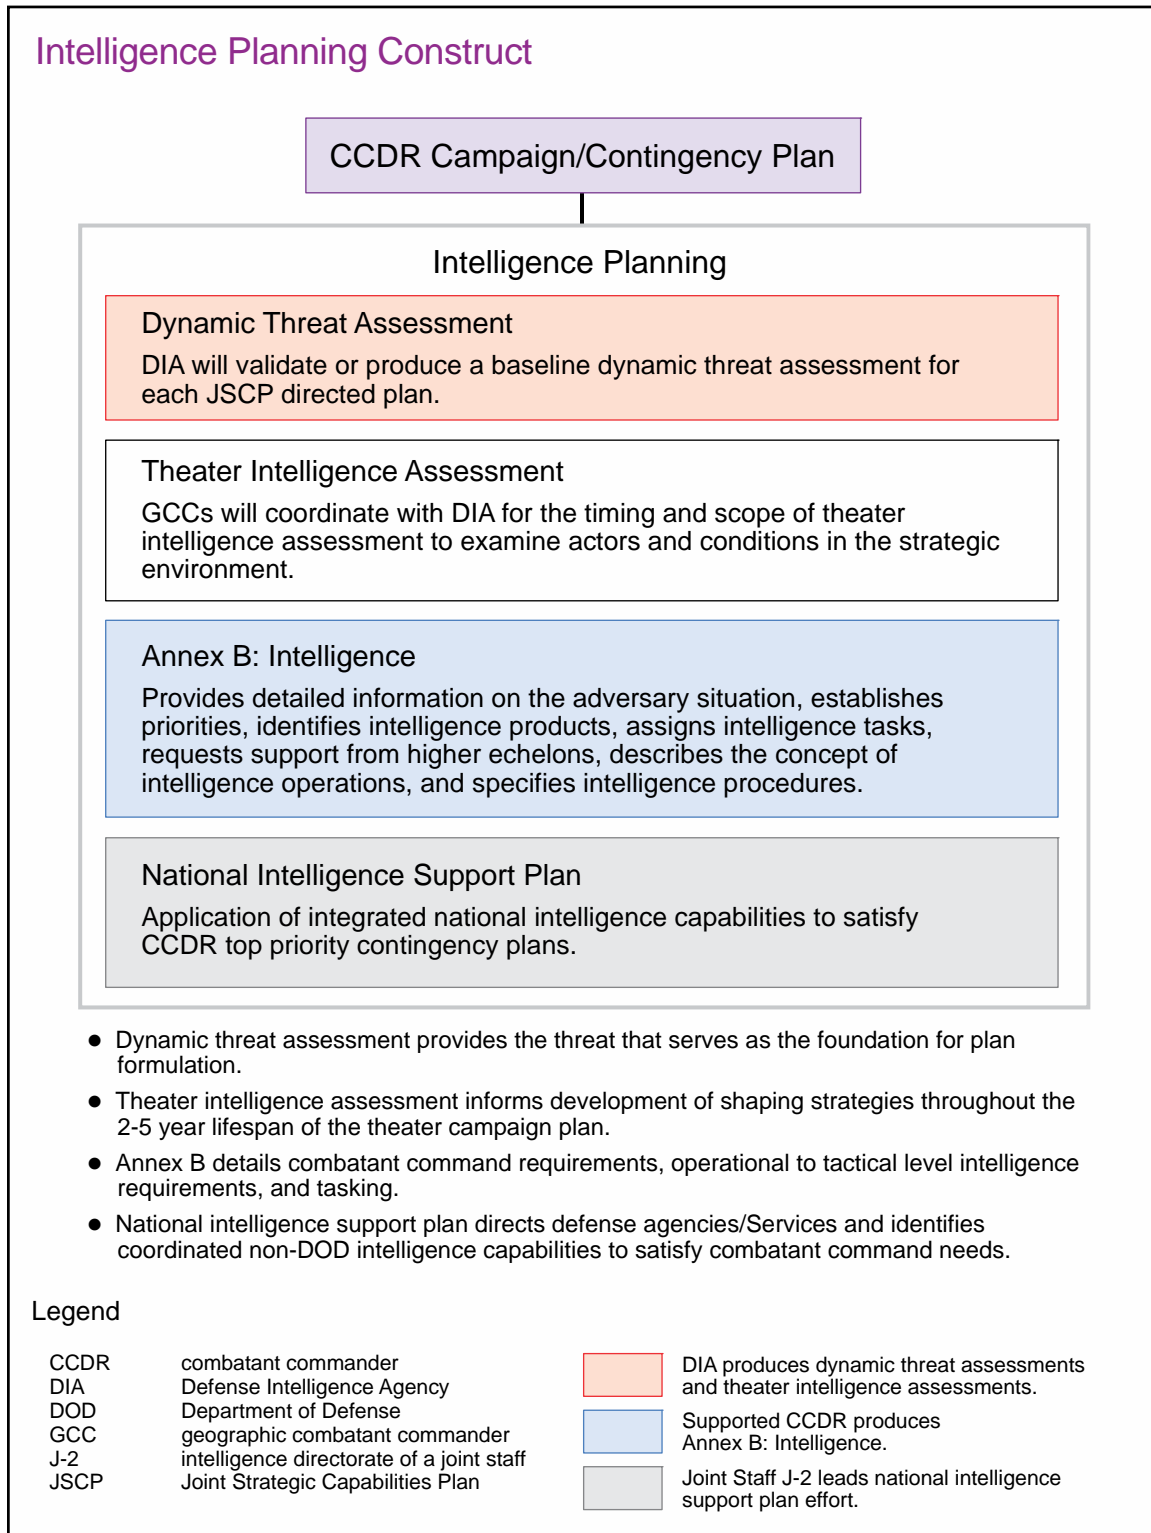 Intelligence Planning Construct
CCDR Campaign/Contingency Plan
Intelligence Planning
Dynamic Threat Assessment
DIA will validate or produce a baseline dynamic threat assessment for
each JSCP directed plan.
Theater Intelligence Assessment
GCCs will coordinate with DIA for the timing and scope of theater
intelligence assessment to examine actors and conditions in the strategic
environment.
Annex B: Intelligence
Provides detailed information on the adversary situation, establishes
priorities, identifies intelligence products, assigns intelligence tasks,
requests support from higher echelons, describes the concept of
intelligence operations, and specifies intelligence procedures.
National Intelligence Support Plan
Application of integrated national intelligence capabilities to satisfy
CCDR top priority contingency plans.
● Dynamic threat assessment provides the threat that serves as the foundation for plan
formulation.
● Theater intelligence assessment informs development of shaping strategies throughout the
2-5 year lifespan of the theater campaign plan.
● Annex B details combatant command requirements, operational to tactical level intelligence
requirements, and tasking.
● National intelligence support plan directs defense agencies/Services and identifies
coordinated non-DOD intelligence capabilities to satisfy combatant command needs.
Legend
CCDR combatant commander
DIA Defense Intelligence Agency
DOD Department of Defense
GCC geographic combatant commander
J-2 intelligence directorate of a joint staff
JSCP Joint Strategic Capabilities Plan
DIA produces dynamic threat assessments
and theater intelligence assessments.
Supported CCDR produces
Annex B: Intelligence.
Joint Staff J-2 leads national intelligence
support plan effort.